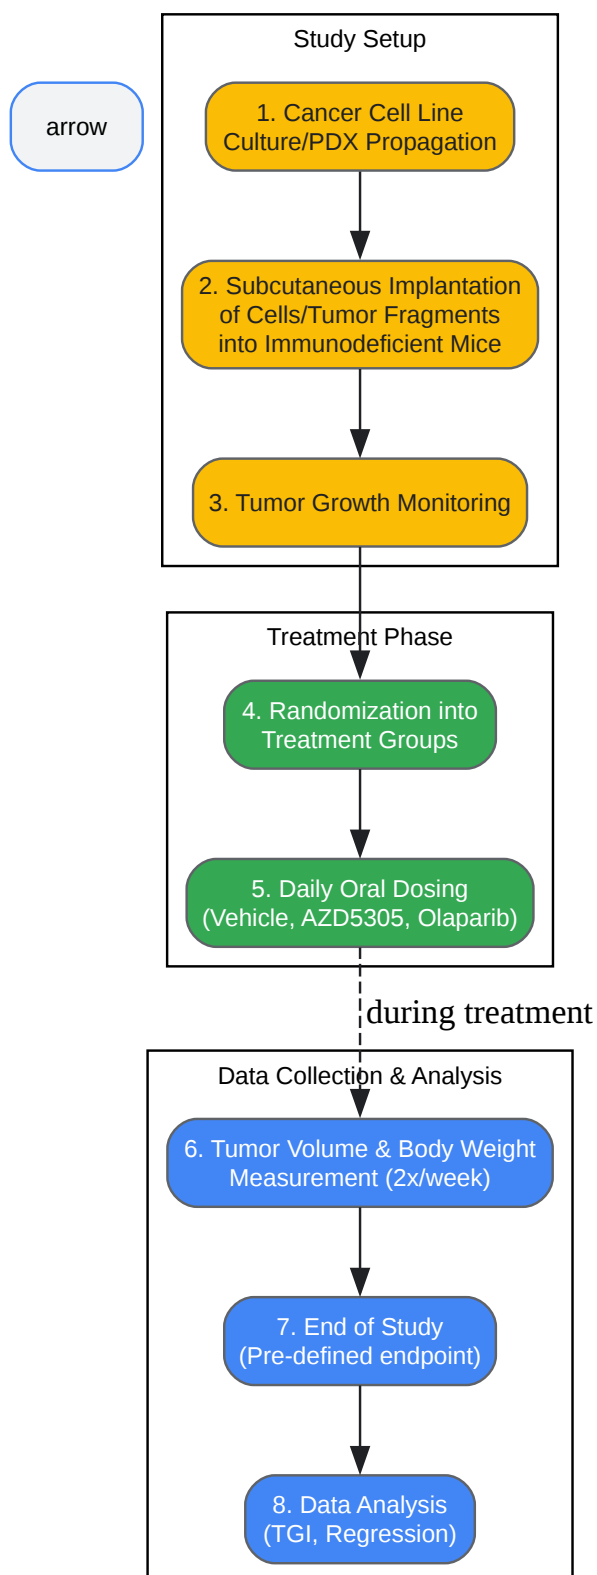 Study Setup
arrow
1. Cancer Cell Line
Culture/PDX Propagation
2. Subcutaneous Implantation
of Cells/Tumor Fragments
into Immunodeficient Mice
3. Tumor Growth Monitoring
Treatment Phase
4. Randomization into
Treatment Groups
5. Daily Oral Dosing
(Vehicle, AZD5305, Olaparib)
during treatment
Data Collection & Analysis
6. Tumor Volume & Body Weight
Measurement (2x/week)
7. End of Study
(Pre-defined endpoint)
8. Data Analysis
(TGI, Regression)